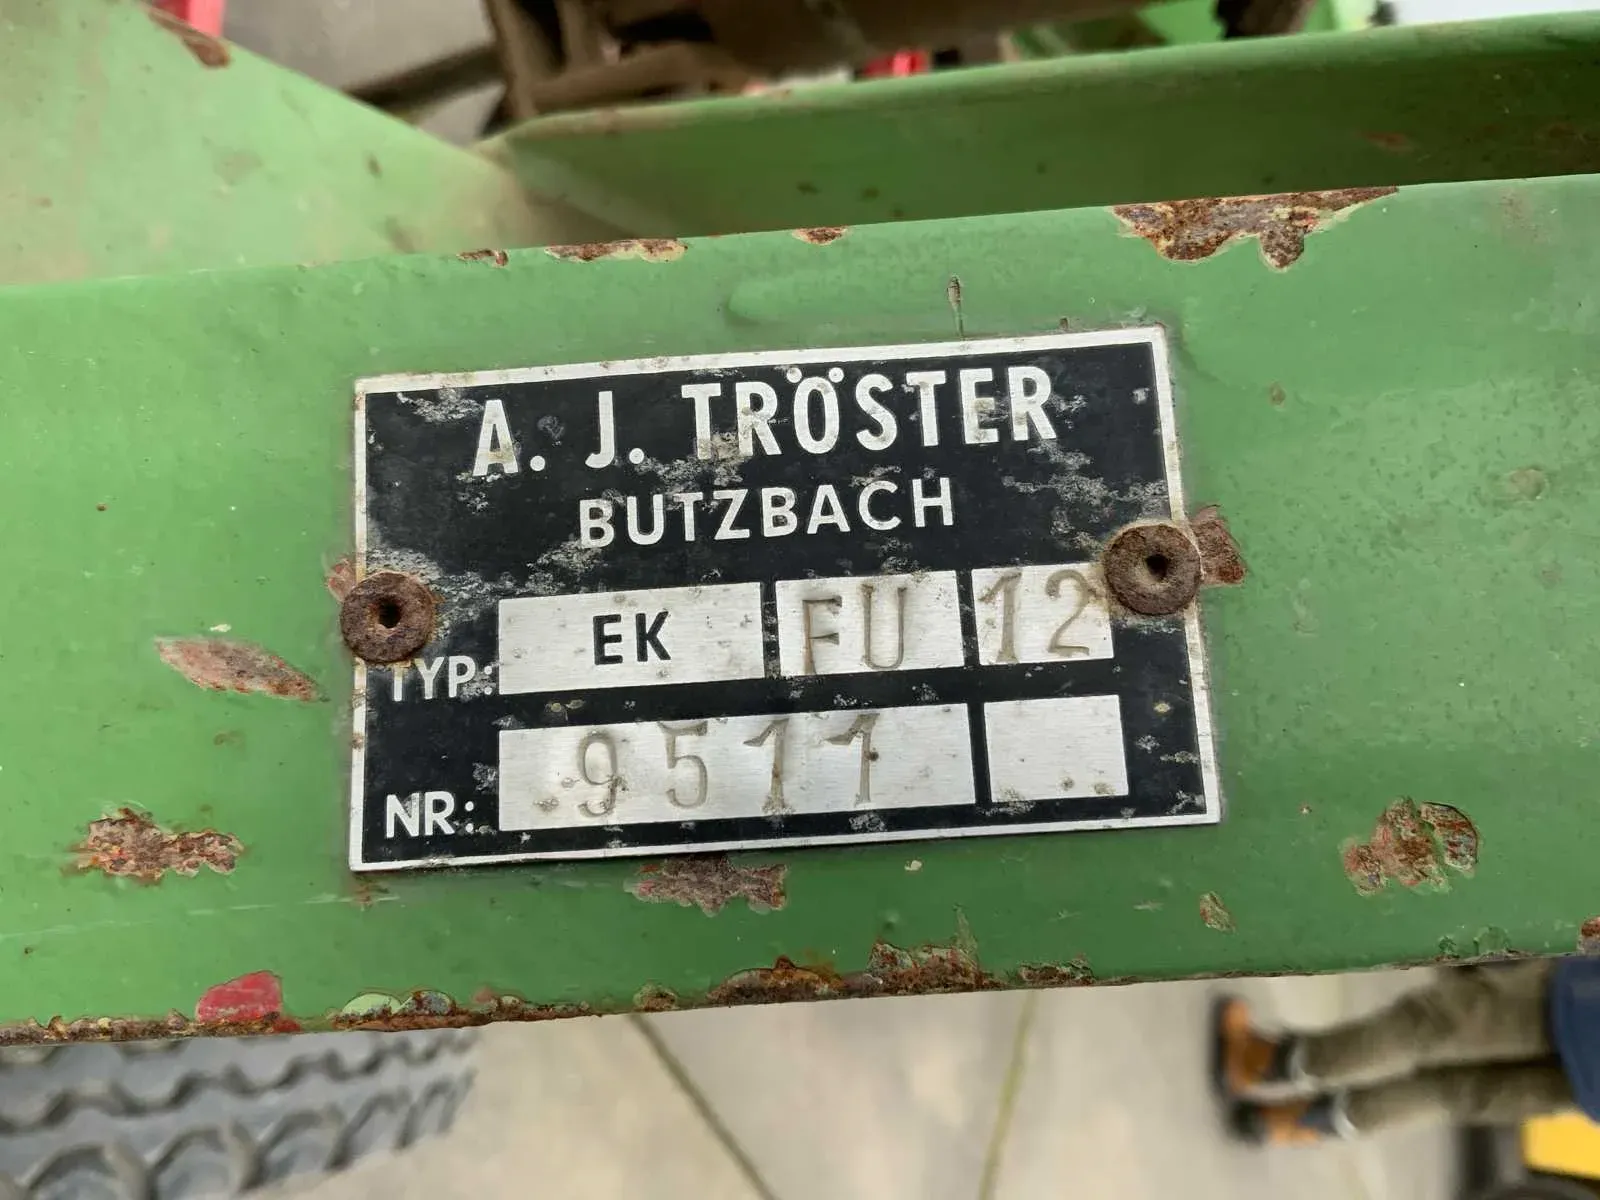 A. J. TRÖSTER
BUTZBACH
TYP: EK FU 12
NR: 9511